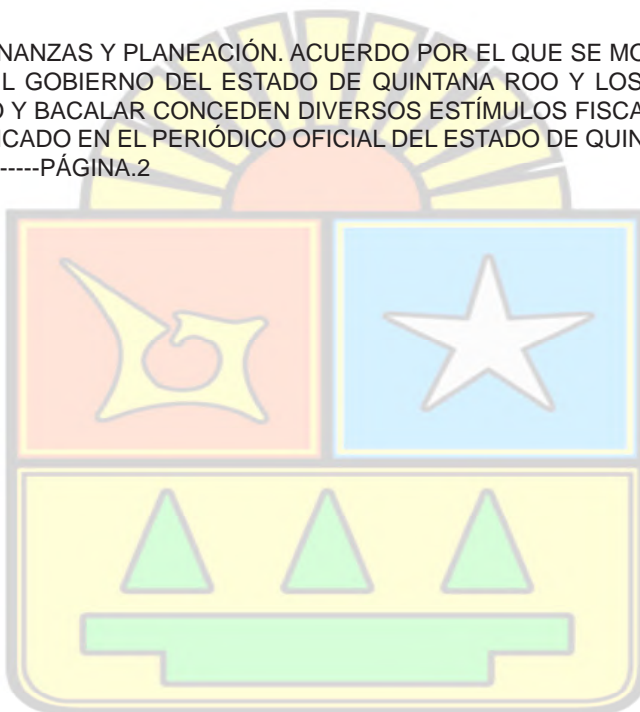 NANZAS Y PLANEACIÓN. ACUERDO POR EL QUE SE MO
L GOBIERNO DEL ESTADO DE QUINTANA ROO Y LOS
O Y BACALAR CONCEDEN DIVERSOS ESTÍMULOS FISCA
ICADO EN EL PERIÓDICO OFICIAL DEL ESTADO DE QUIN
-----PÁGINA.2